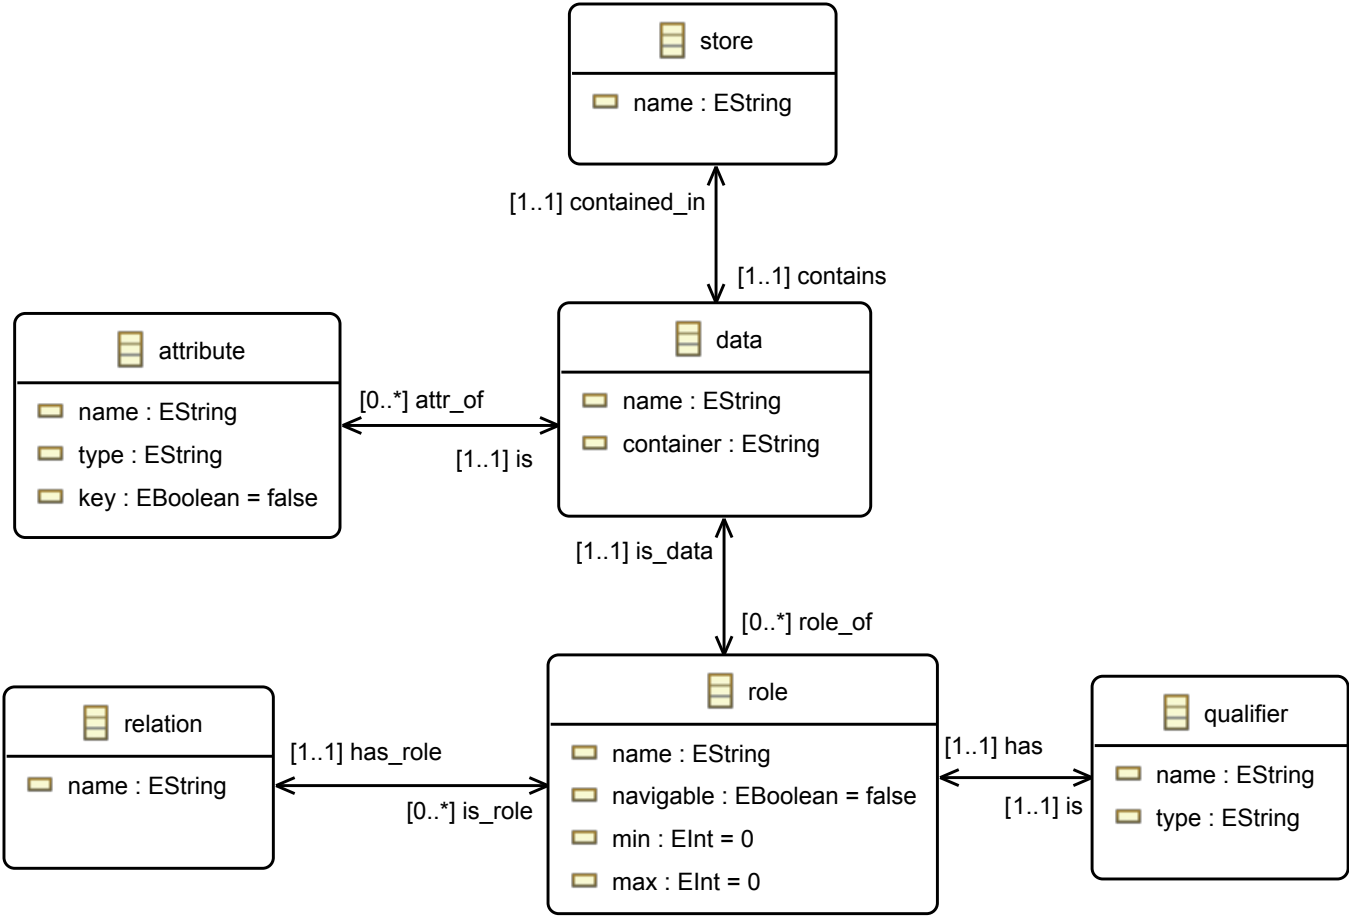 store
name : EString
[1..1] contained_in
[1..1] contains
attribute
name : EString
type : EString
key : EBoolean = false
[0..*] attr_of
[1..1] is
data
name : EString
container : EString
[1..1] is_data
[0..*] role_of
relation
name : EString
[1..1] has_role
[0..*] is_role
role
name : EString
navigable : EBoolean = false
min : EInt = 0
max : EInt = 0
[1..1] has
[1..1] is
qualifier
name : EString
type : EString